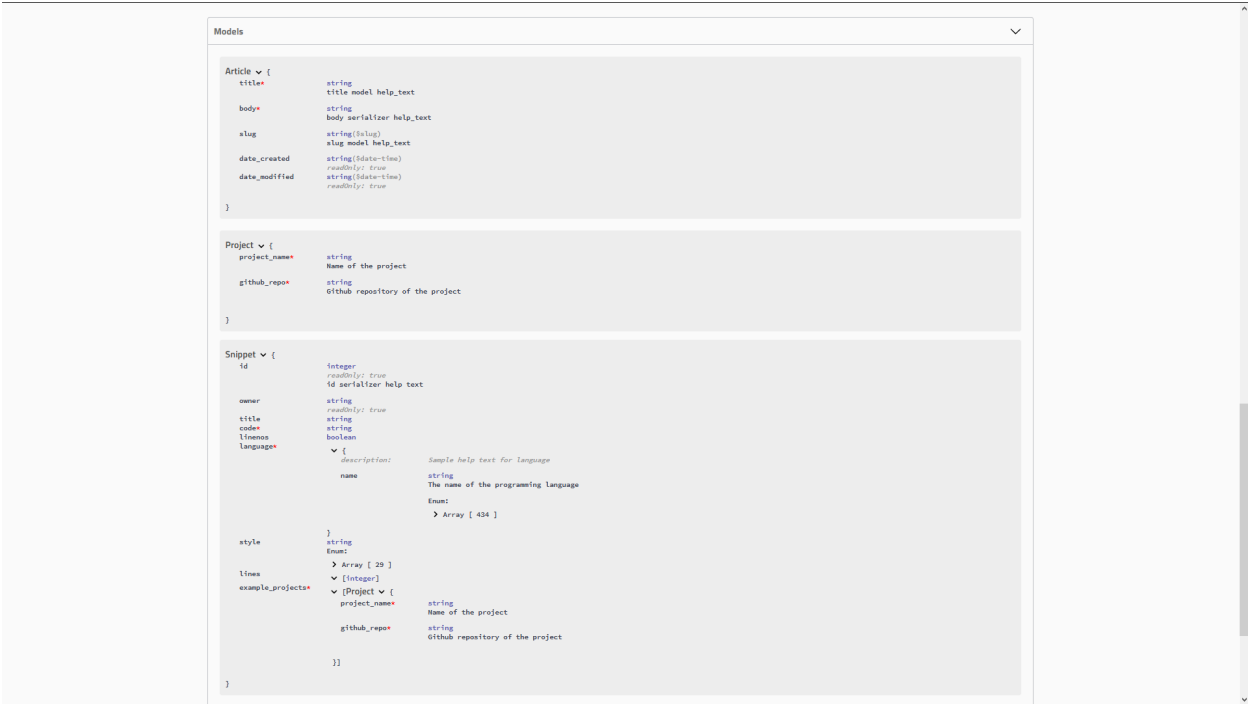 Models
Article {
title* string
title model help_text
body* string
body serializer help_text
slug string($slug)
slug model help_text
date_created string($date-time)
readOnly: true
date_modified string($date-time)
readOnly: true
}
Project {
project_name* string
Name of the project
github_repo* string
Github repository of the project
}
Snippet {
id integer
readOnly: true
id serializer help text
owner string
readOnly: true
title string
code* string
linenos boolean
language* {
description: Sample help text for language
name string
The name of the programming language
Enum:
Array [ 434 ]
}
style string
Enum:
Array [ 29 ]
lines [integer]
example_projects* [Project {
project_name* string
Name of the project
github_repo* string
Github repository of the project
}]
}